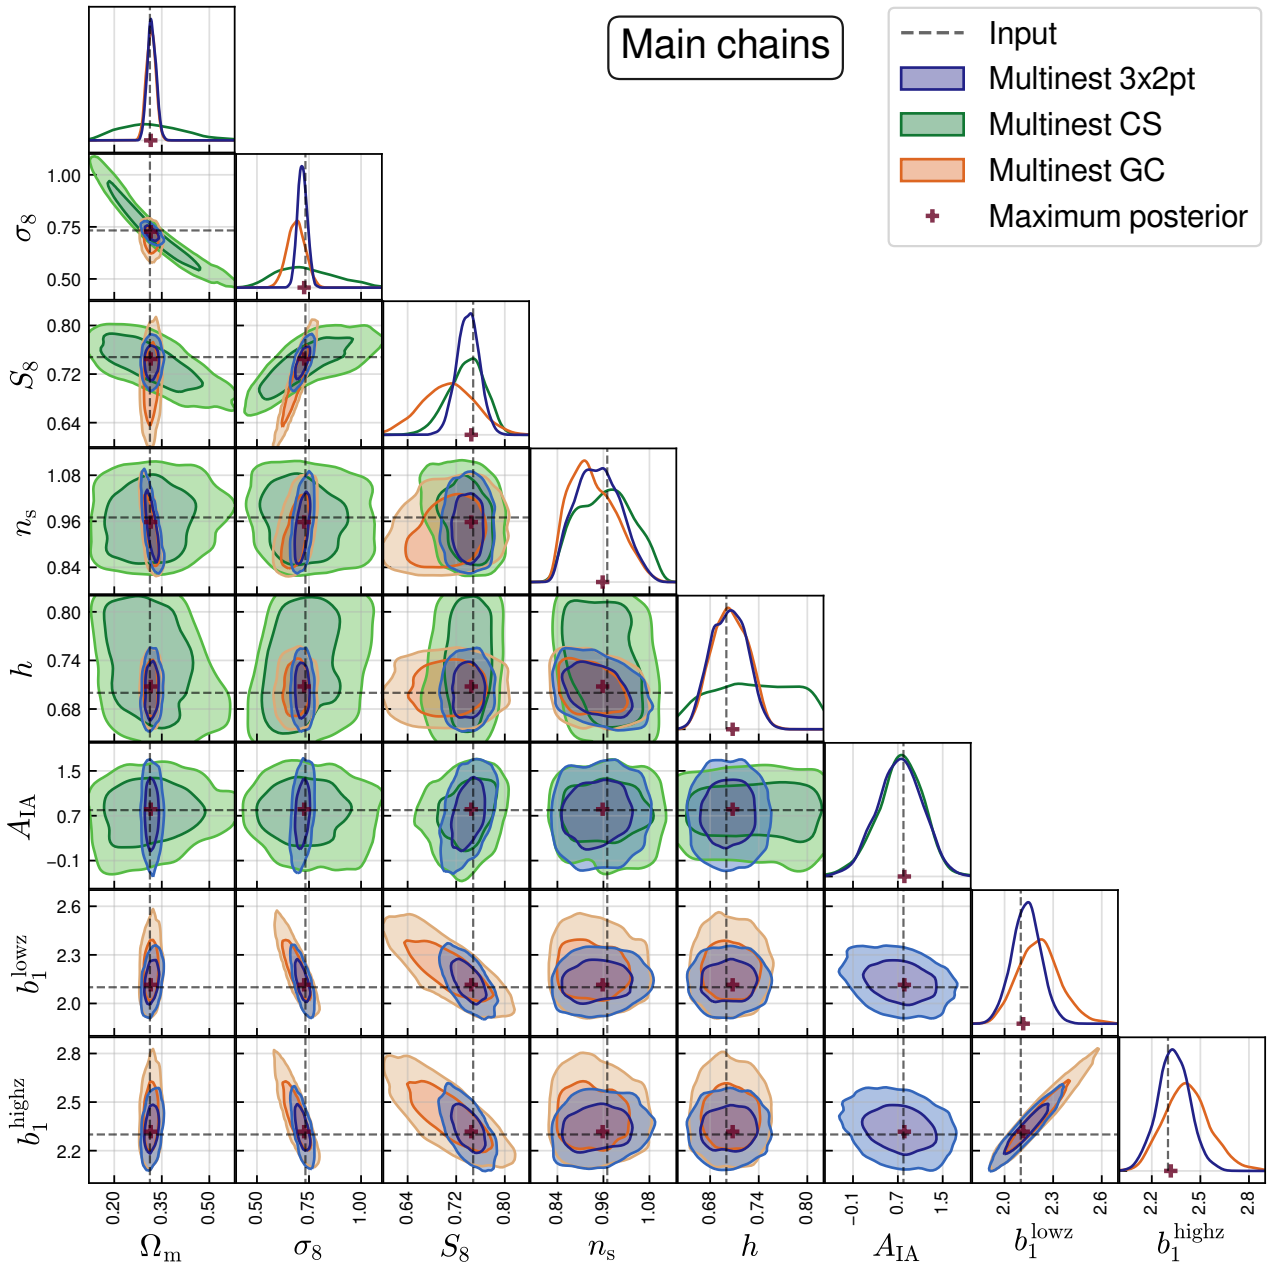 Main chains
Input
Multinest 3x2pt
Multinest CS
Multinest GC
Maximum posterior
σ8
1.00
0.75
0.50
S8
0.80
0.72
0.64
ns
1.08
0.96
0.84
h
0.80
0.74
0.68
AIA
1.5
0.7
−0.1
b1lowz
2.6
2.3
2.0
b1highz
2.8
2.5
2.2
0.20 0.35 0.50 0.50 0.75 1.00 0.64 0.72 0.80 0.84 0.96 1.08 0.68 0.74 0.80 −0.1 0.7 1.5 2.0 2.3 2.6 2.2 2.5 2.8
Ωm σ8 S8 ns h AIA b1lowz b1highz